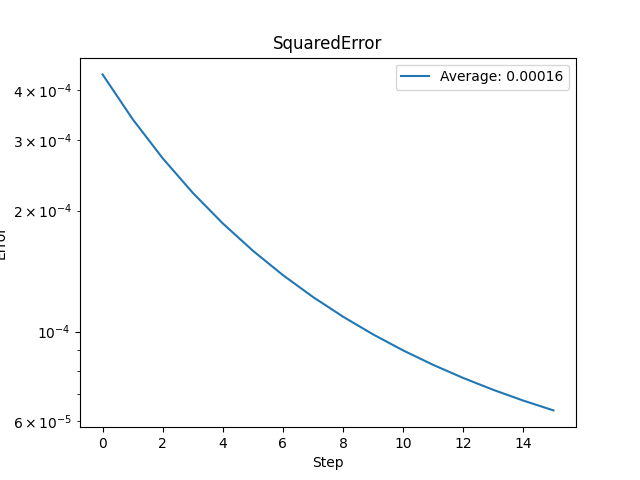 SquaredError
Average: 0.00016
4 × 10⁻⁴
3 × 10⁻⁴
2 × 10⁻⁴
10⁻⁴
6 × 10⁻⁵
Error
0 2 4 6 8 10 12 14
Step